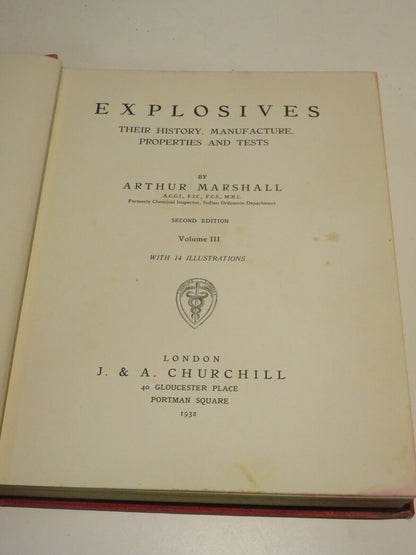 EXPLOSIVES
THEIR HISTORY, MANUFACTURE,
PROPERTIES AND TESTS
BY
ARTHUR MARSHALL
A.C.G.I., F.I.C., F.C.S., M.R.I.
Formerly Chemical Inspector, Indian Ordnance Department
SECOND EDITION
Volume III
WITH 14 ILLUSTRATIONS
LONDON
J. & A. CHURCHILL
40 GLOUCESTER PLACE
PORTMAN SQUARE
1932